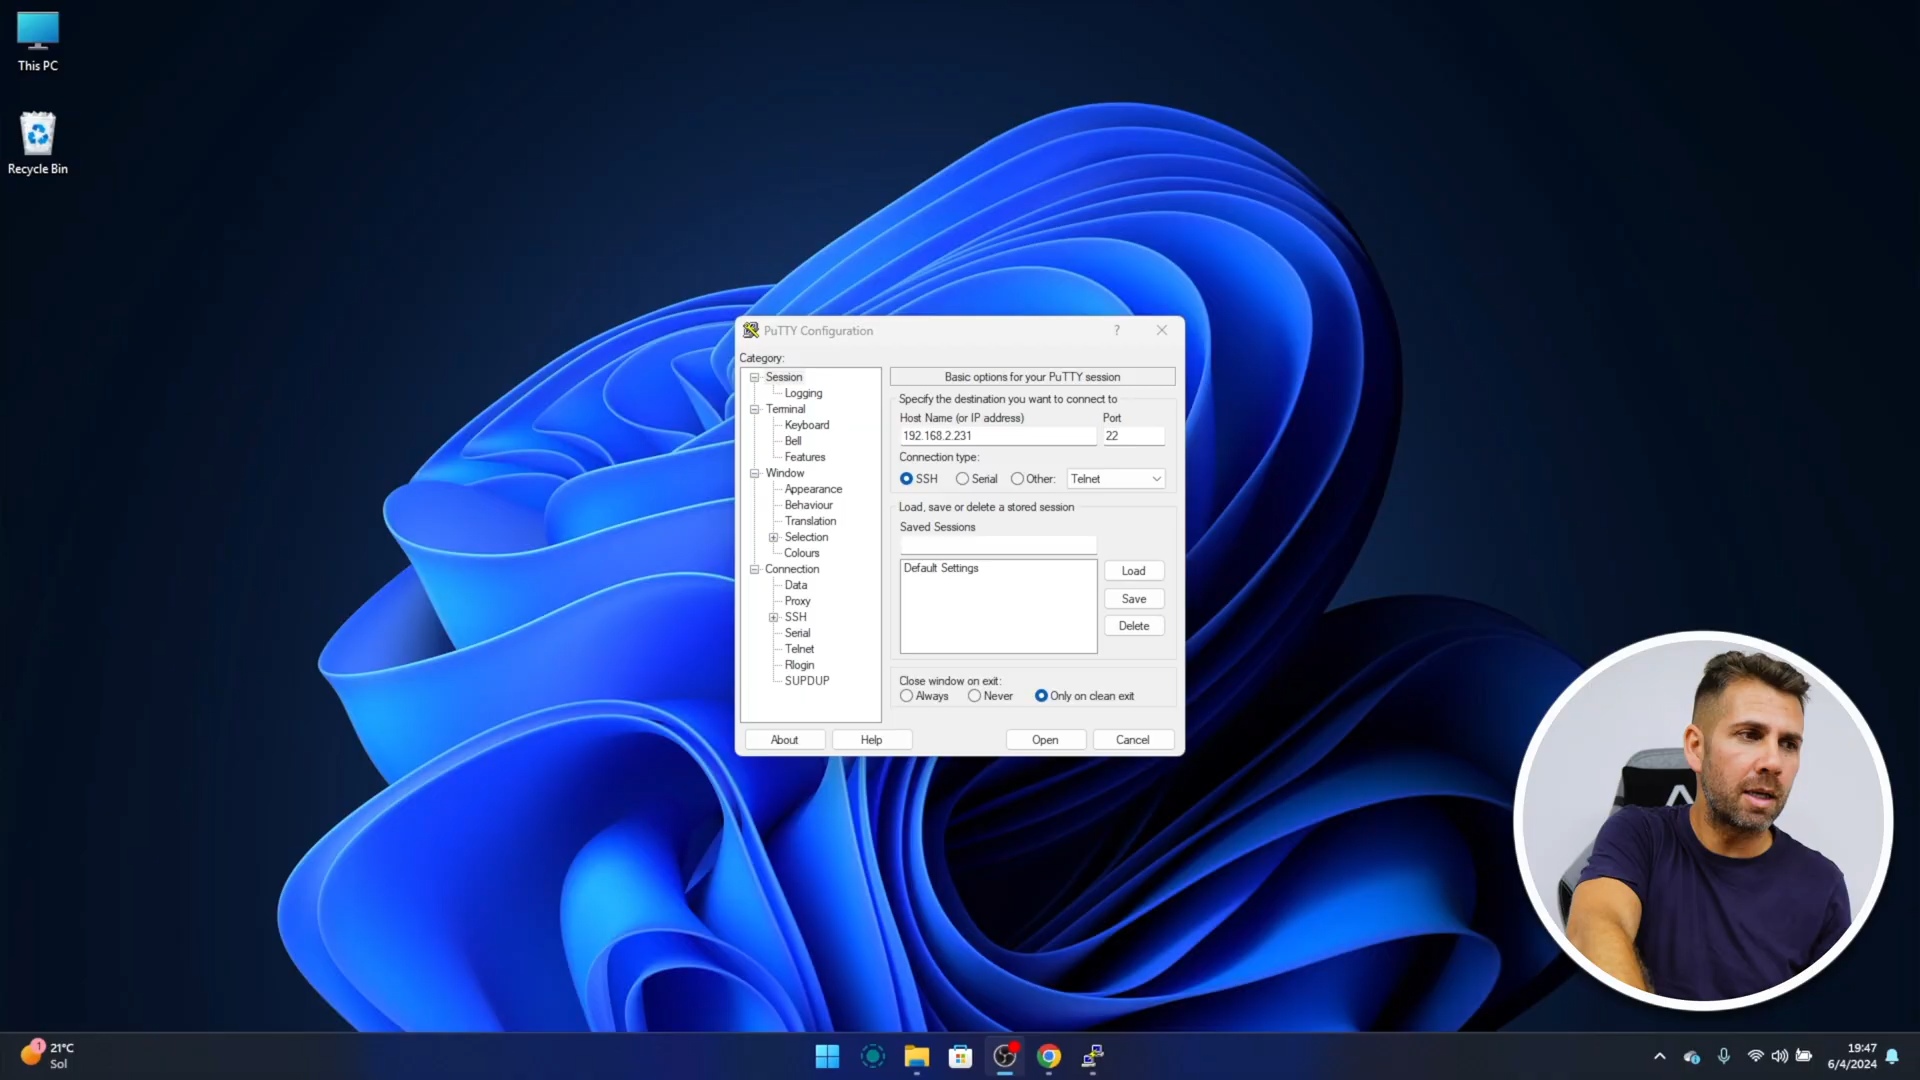 This PC
Recycle Bin
PuTTY Configuration
?
Category:
Session
Logging
Terminal
Keyboard
Bell
Features
Window
Appearance
Behaviour
Translation
Selection
Colours
Connection
Data
Proxy
SSH
Serial
Telnet
Rlogin
SUPDUP
Basic options for your PuTTY session
Specify the destination you want to connect to
Host Name (or IP address) Port
192.168.2.231 22
Connection type:
SSH Serial Other: Telnet
Load, save or delete a stored session
Saved Sessions
Default Settings
Load
Save
Delete
Close window on exit:
Always Never Only on clean exit
About Help Open Cancel
1
21°C
Sol
19:47
6/4/2024